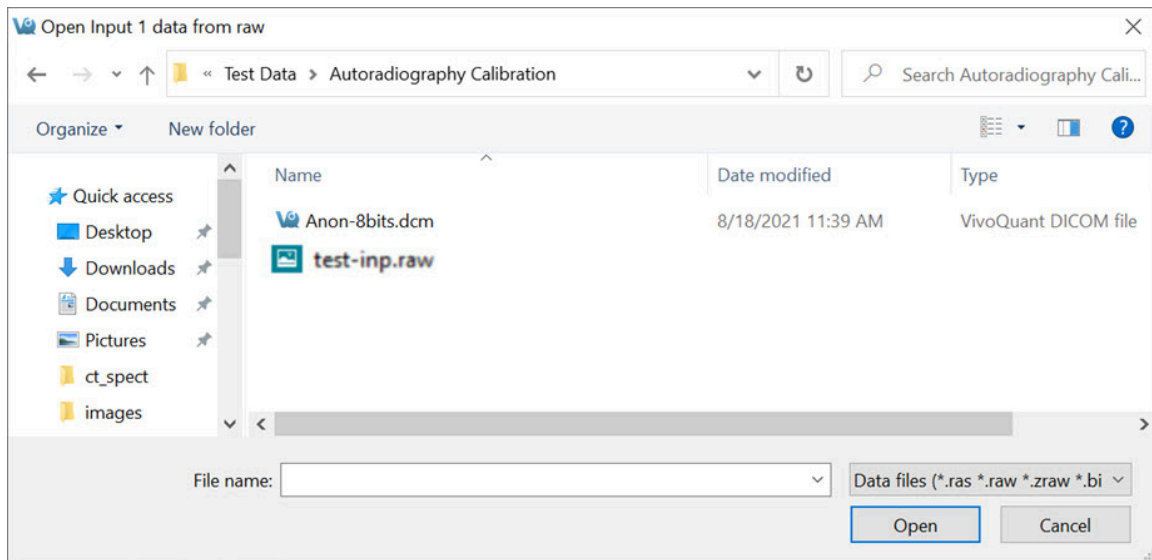 Open Input 1 data from raw
« Test Data > Autoradiography Calibration
Search Autoradiography Cali...
Organize
New folder
Name
Date modified
Type
Quick access
Desktop
Downloads
Documents
Pictures
ct_spect
images
Anon-8bits.dcm
8/18/2021 11:39 AM
VivoQuant DICOM file
test-inp.raw
File name:
Data files (*.ras *.raw *.zraw *.bi
Open
Cancel